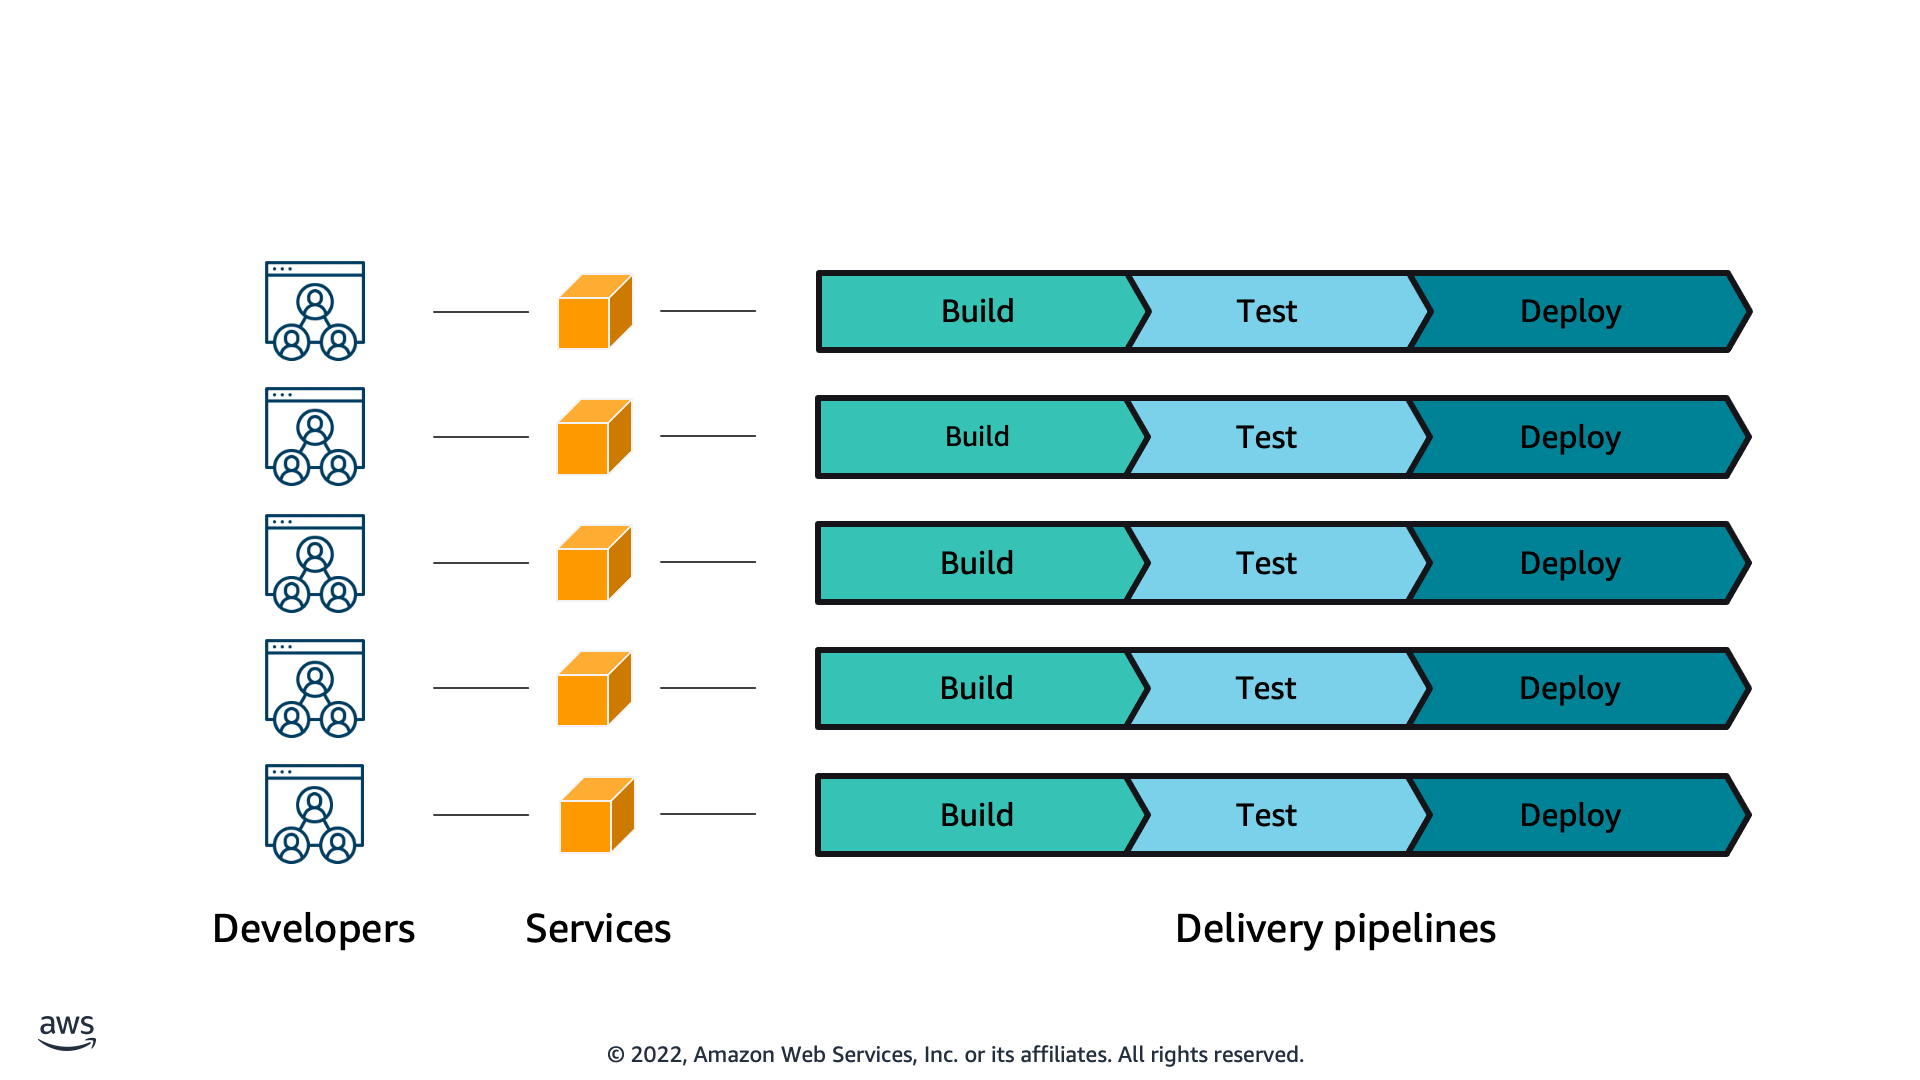 Build Test Deploy
Build Test Deploy
Build Test Deploy
Build Test Deploy
Build Test Deploy
Developers Services Delivery pipelines
aws
© 2022, Amazon Web Services, Inc. or its affiliates. All rights reserved.